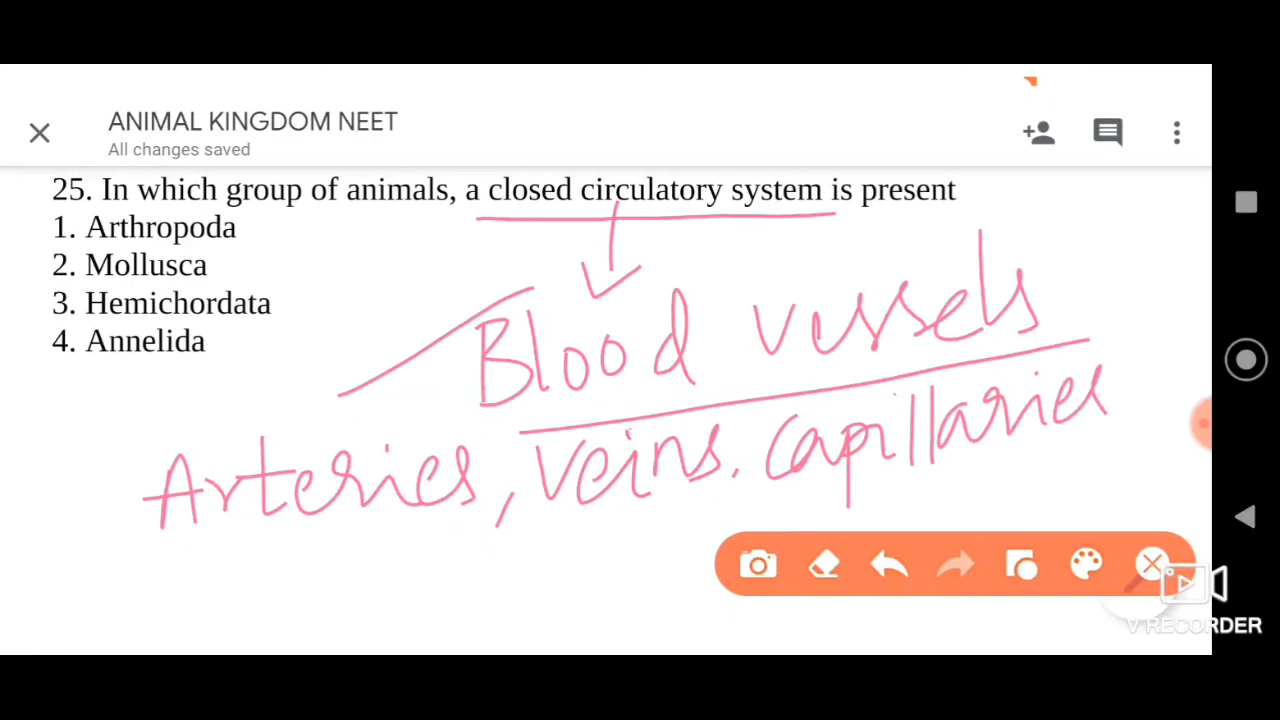 ANIMAL KINGDOM NEET
All changes saved
25. In which group of animals, a closed circulatory system is present
1. Arthropoda
2. Mollusca
3. Hemichordata
4. Annelida
Blood vessels
Arteries, veins, capillaries
V RECORDER